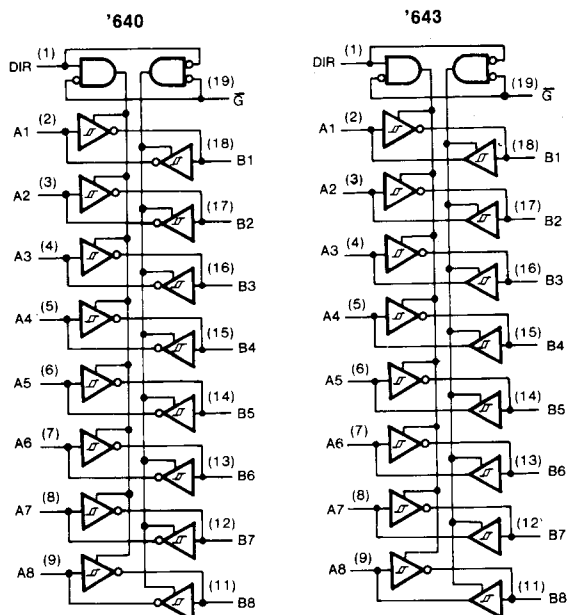 '640
'643
(1)
DIR
(19)
G̅
(2)
A1
(18)
B1
(3)
A2
(17)
B2
(4)
A3
(16)
B3
(5)
A4
(15)
B4
(6)
A5
(14)
B5
(7)
A6
(13)
B6
(8)
A7
(12)
B7
(9)
A8
(11)
B8
(1)
DIR
(19)
G̅
(2)
A1
(18)
B1
(3)
A2
(17)
B2
(4)
A3
(16)
B3
(5)
A4
(15)
B4
(6)
A5
(14)
B5
(7)
A6
(13)
B6
(8)
A7
(12)
B7
(9)
A8
(11)
B8